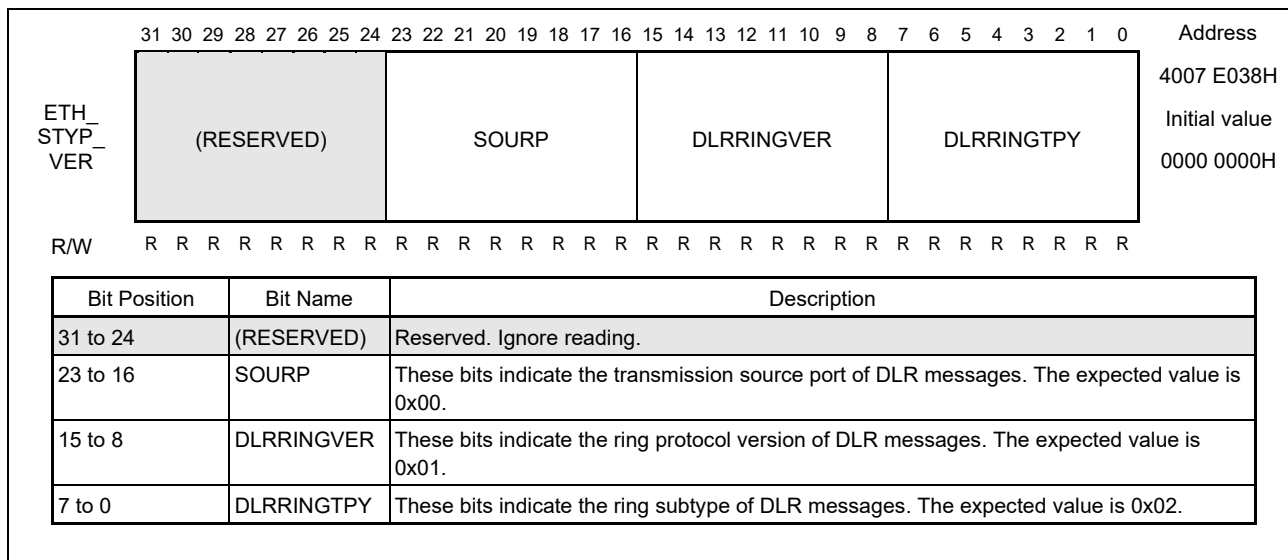 31 30 29 28 27 26 25 24 23 22 21 20 19 18 17 16 15 14 13 12 11 10 9 8 7 6 5 4 3 2 1 0 Address
4007 E038H
Initial value
0000 0000H
ETH_
STYP_
VER
(RESERVED) SOURP DLRRINGVER DLRRINGTPY
R/W R R R R R R R R R R R R R R R R R R R R R R R R R R R R R R R R
Bit Position Bit Name Description
31 to 24 (RESERVED) Reserved. Ignore reading.
23 to 16 SOURP These bits indicate the transmission source port of DLR messages. The expected value is
0x00.
15 to 8 DLRRINGVER These bits indicate the ring protocol version of DLR messages. The expected value is
0x01.
7 to 0 DLRRINGTPY These bits indicate the ring subtype of DLR messages. The expected value is 0x02.